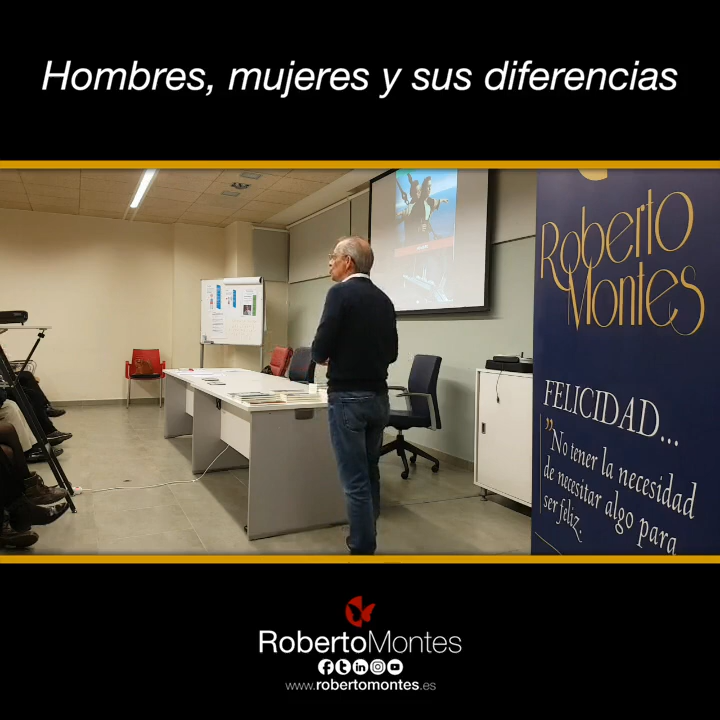 Hombres, mujeres y sus diferencias
Roberto
Montes
FELICIDAD...
"No tener la necesidad
de necesitar algo para
ser feliz.
RobertoMontes
www.robertomontes.es